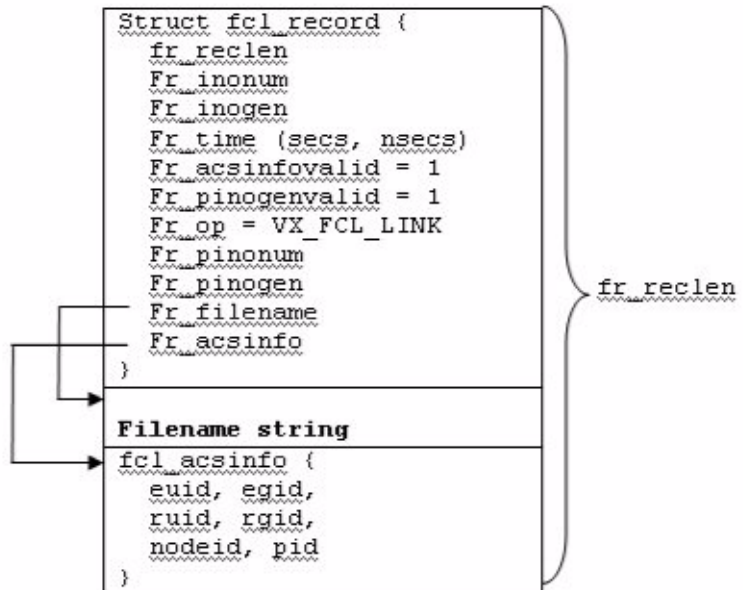 Struct fcl_record {
fr_reclen
Fr_inonum
Fr_inogen
Fr_time (secs, nsecs)
Fr_acsinfovalid = 1
Fr_pinogenvalid = 1
Fr_op = VX_FCL_LINK
Fr_pinonum
Fr_pinogen
Fr_filename
Fr_acsinfo
}
fr_reclen
Filename string
fcl_acsinfo {
euid, egid,
ruid, rgid,
nodeid, pid
}